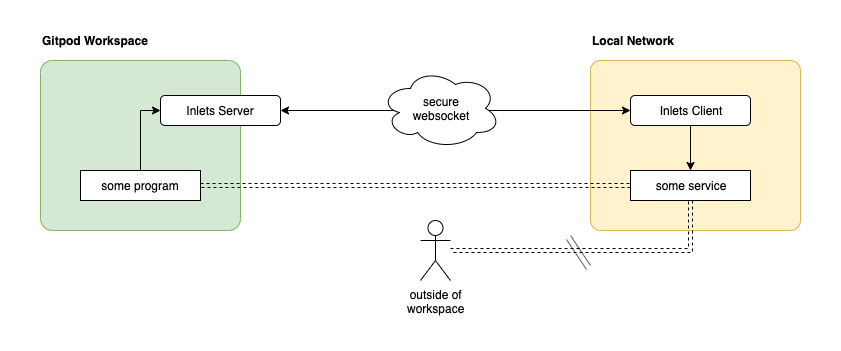 Gitpod Workspace
Local Network
Inlets Server
secure
websocket
Inlets Client
some program
some service
outside of
workspace